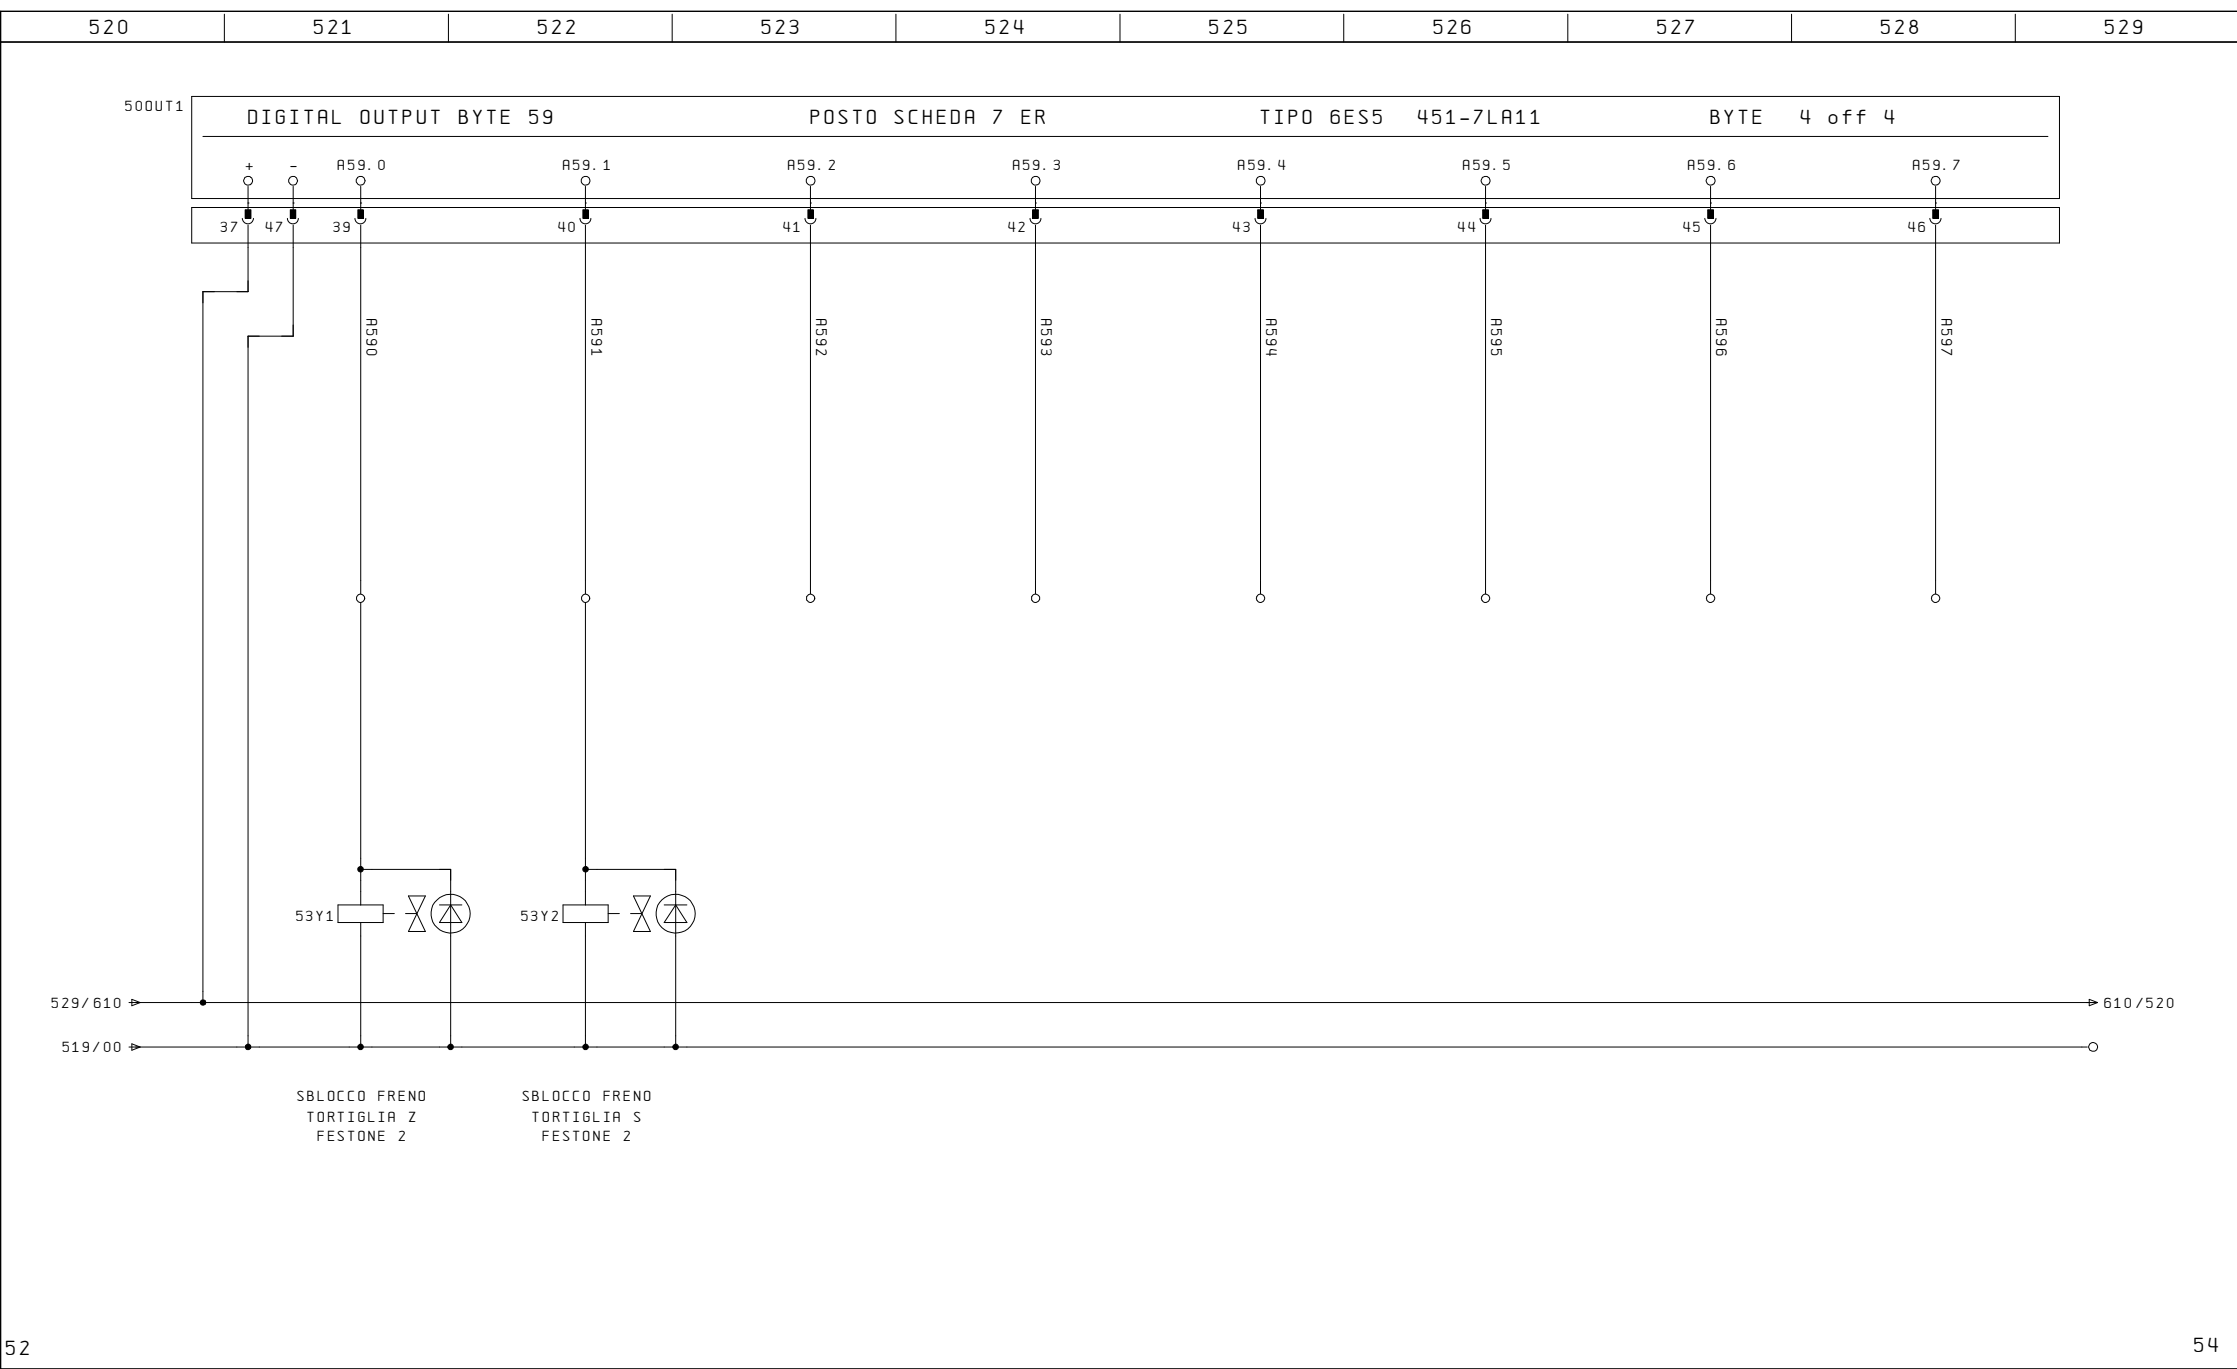 520 521 522 523 524 525 526 527 528 529
50OUT1
DIGITAL OUTPUT BYTE 59 POSTO SCHEDA 7 ER TIPO 6ES5 451-7LA11 BYTE 4 off 4
+ - A59.0 A59.1 A59.2 A59.3 A59.4 A59.5 A59.6 A59.7
37 47 39 40 41 42 43 44 45 46
A590 A591 A592 A593 A594 A595 A596 A597
53Y1 53Y2
529/610 610/520
519/00
SBLOCCO FRENO
TORTIGLIA Z
FESTONE 2
SBLOCCO FRENO
TORTIGLIA S
FESTONE 2
52 54